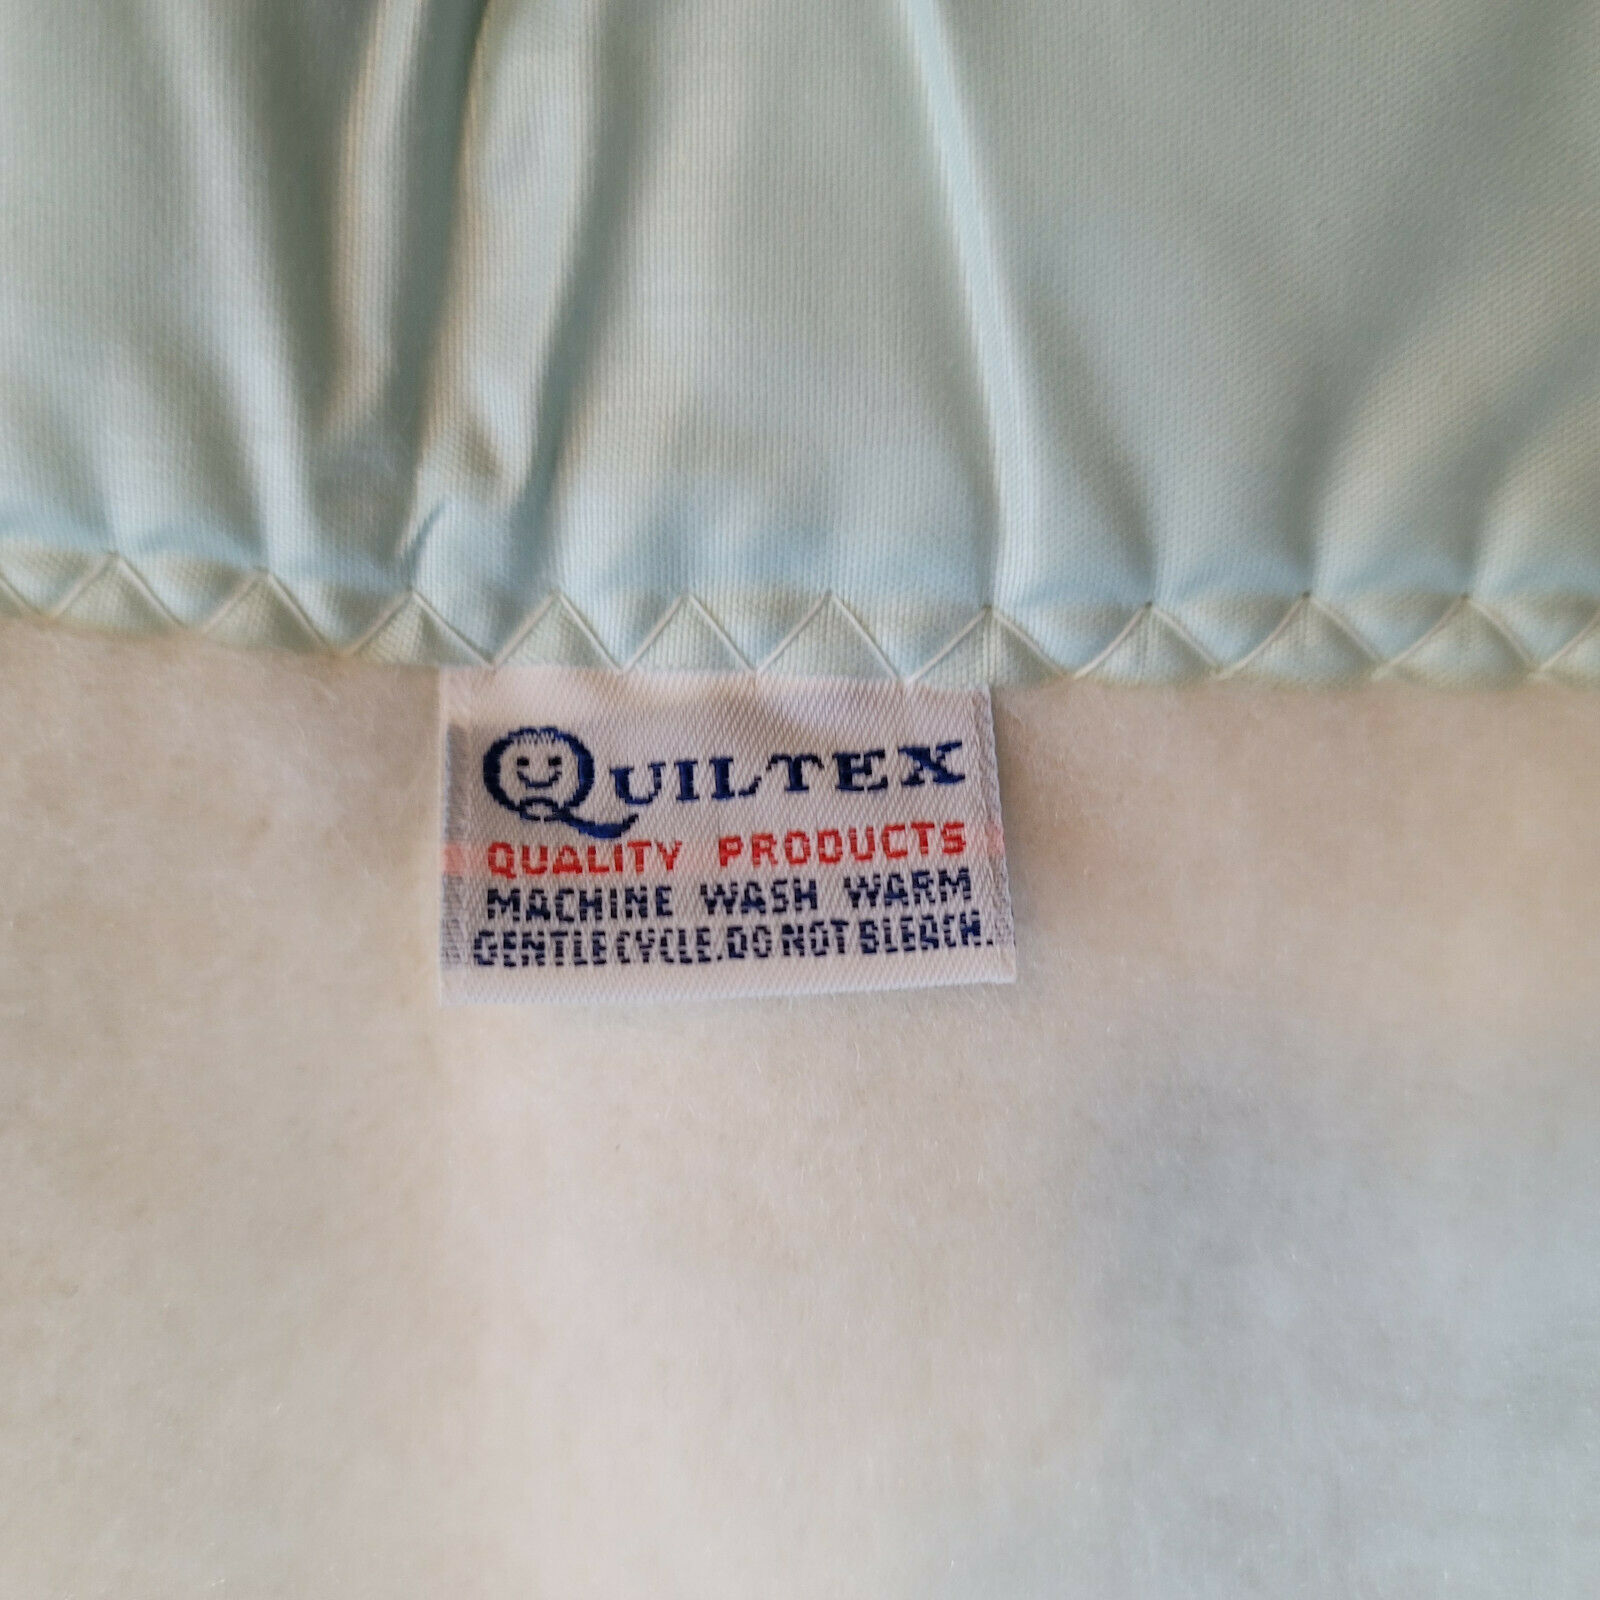 QUILTEX
QUALITY PRODUCTS
MACHINE WASH WARM
GENTLE CYCLE. DO NOT BLEACH.